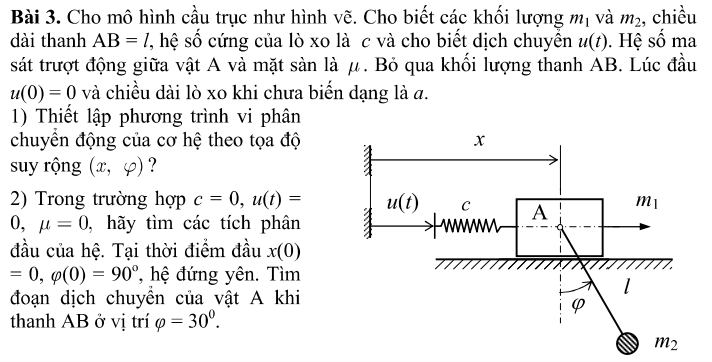 Bài 3. Cho mô hình cầu trục như hình vẽ. Cho biết các khối lượng m₁ và m₂, chiều
dài thanh AB = l, hệ số cứng của lò xo là c và cho biết dịch chuyển u(t). Hệ số ma
sát trượt động giữa vật A và mặt sàn là μ. Bỏ qua khối lượng thanh AB. Lúc đầu
u(0) = 0 và chiều dài lò xo khi chưa biến dạng là a.
1) Thiết lập phương trình vi phân
chuyển động của cơ hệ theo tọa độ
suy rộng (x, φ)?
2) Trong trường hợp c = 0, u(t) =
0, μ = 0, hãy tìm các tích phân
đầu của hệ. Tại thời điểm đầu x(0)
= 0, φ(0) = 90⁰, hệ đứng yên. Tìm
đoạn dịch chuyển của vật A khi
thanh AB ở vị trí φ = 30⁰.
x
u(t)
c
A
m₁
l
φ
m₂